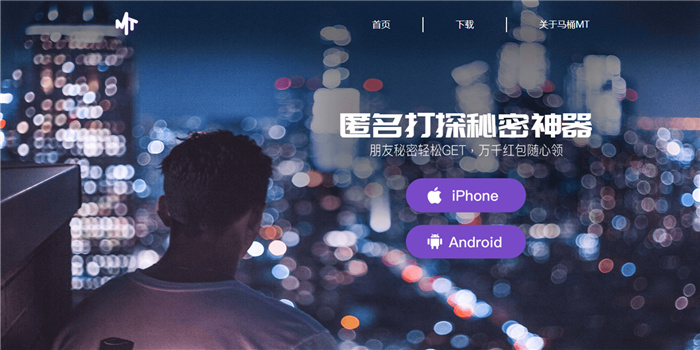 MT
首页
下载
关于马桶MT
匿名打探秘密神器
朋友秘密轻松GET,万千红包随心领
iPhone
Android